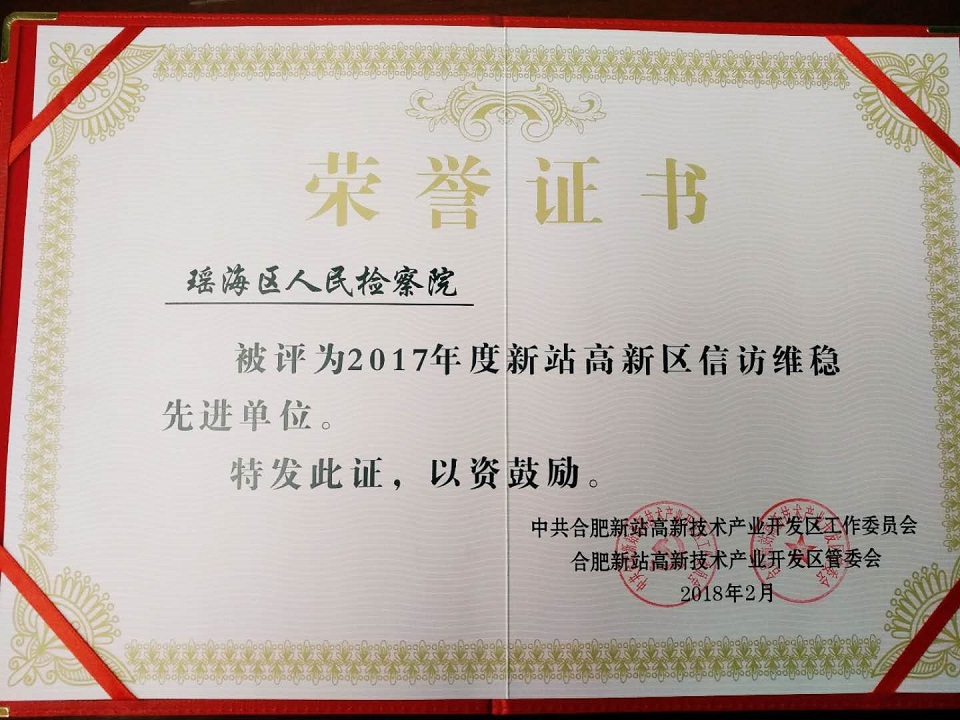 荣誉证书
瑶海区人民检察院
被评为2017年度新站高新区信访维稳
先进单位。
特发此证，以资鼓励。
中共合肥新站高新技术产业开发区工作委员会
合肥新站高新技术产业开发区管委会
2018年2月